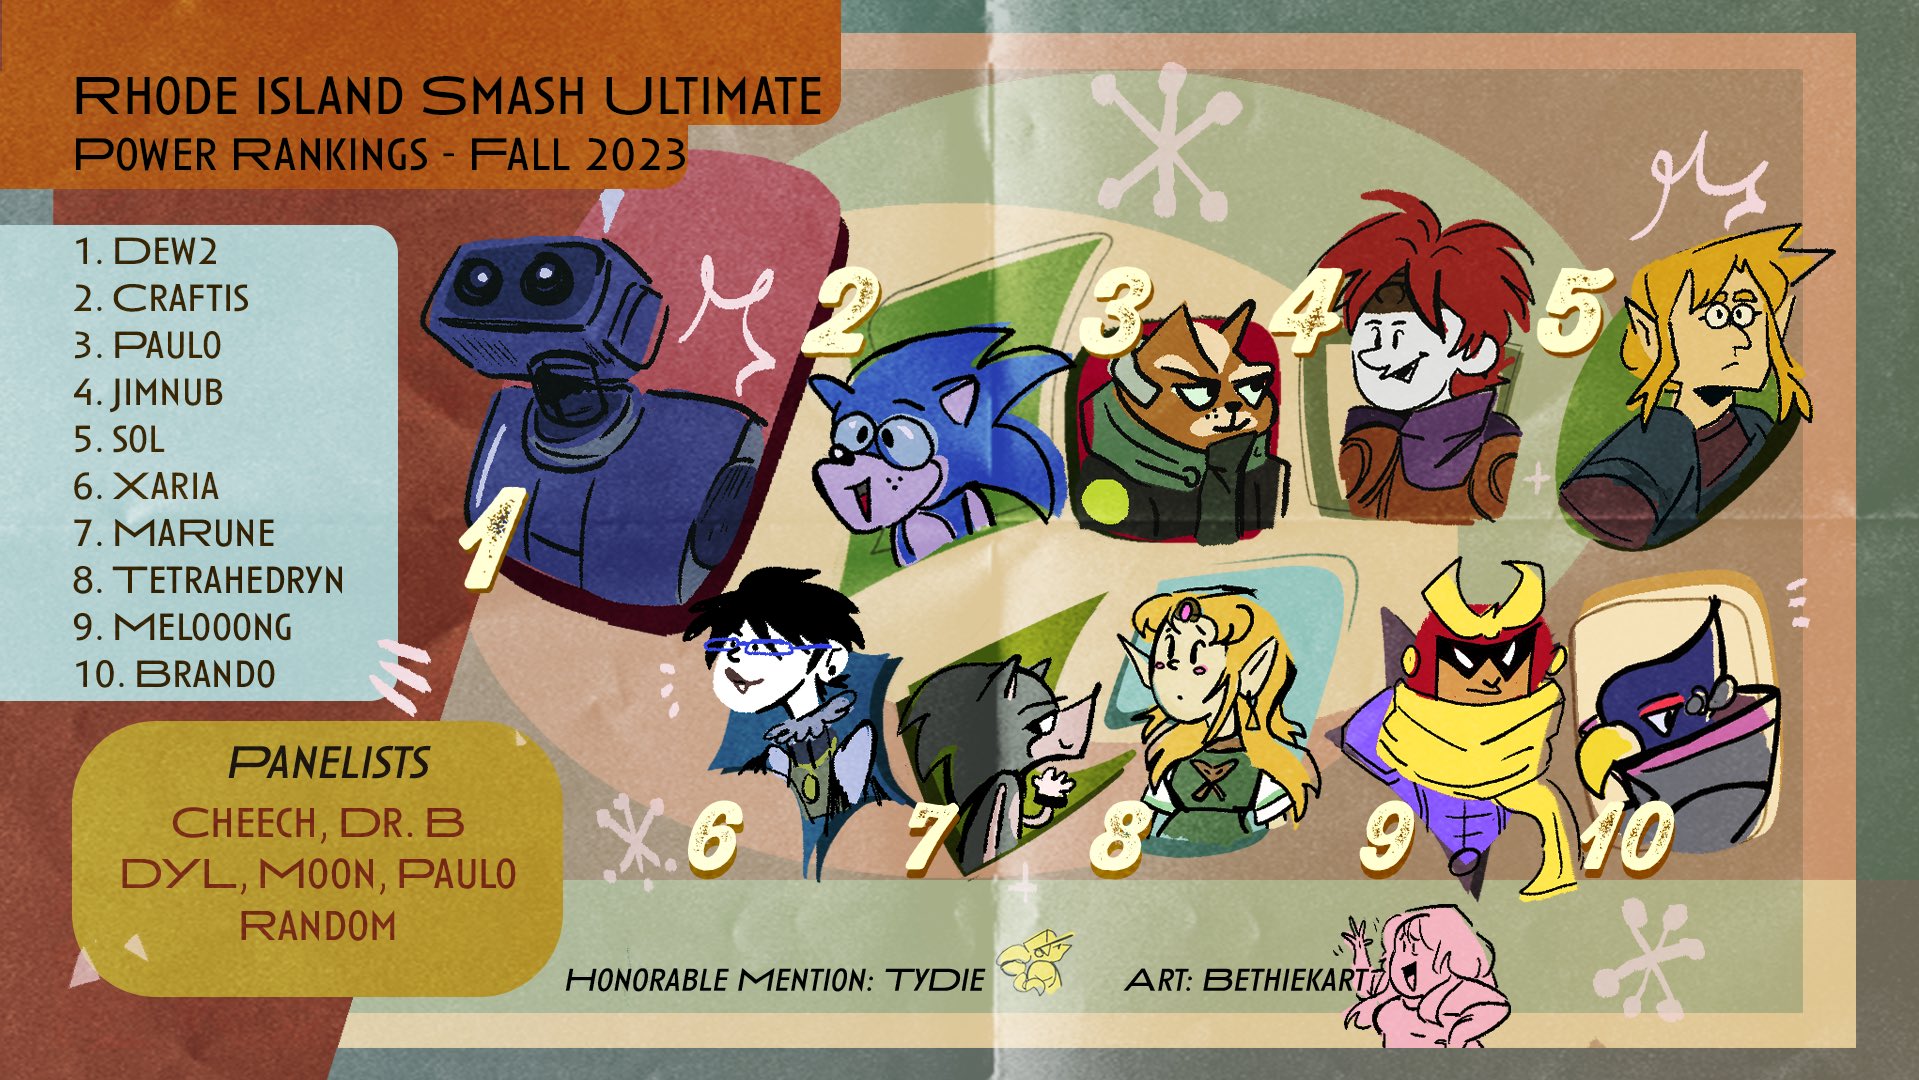 Rhode Island Smash Ultimate
Power Rankings - Fall 2023
1. Dew2
2. Craftis
3. Paulo
4. Jimnub
5. Sol
6. Xaria
7. Marune
8. Tetrahedryn
9. Melooong
10. Brando
Panelists
Cheech, Dr. B
Dyl, Moon, Paulo
Random
1
2
3
4
5
6
7
8
9
10
Honorable Mention: TyDie
Art: Bethiekart